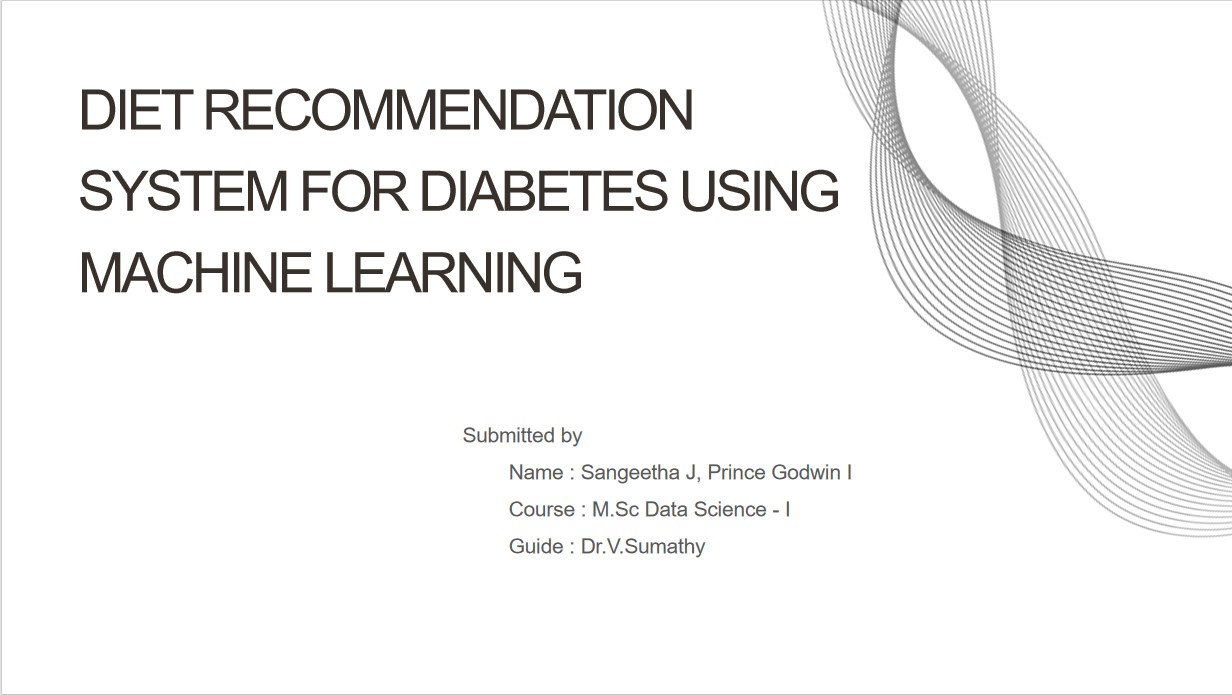 DIET RECOMMENDATION
SYSTEM FOR DIABETES USING
MACHINE LEARNING
Submitted by
Name : Sangeetha J, Prince Godwin I
Course : M.Sc Data Science - I
Guide : Dr.V.Sumathy